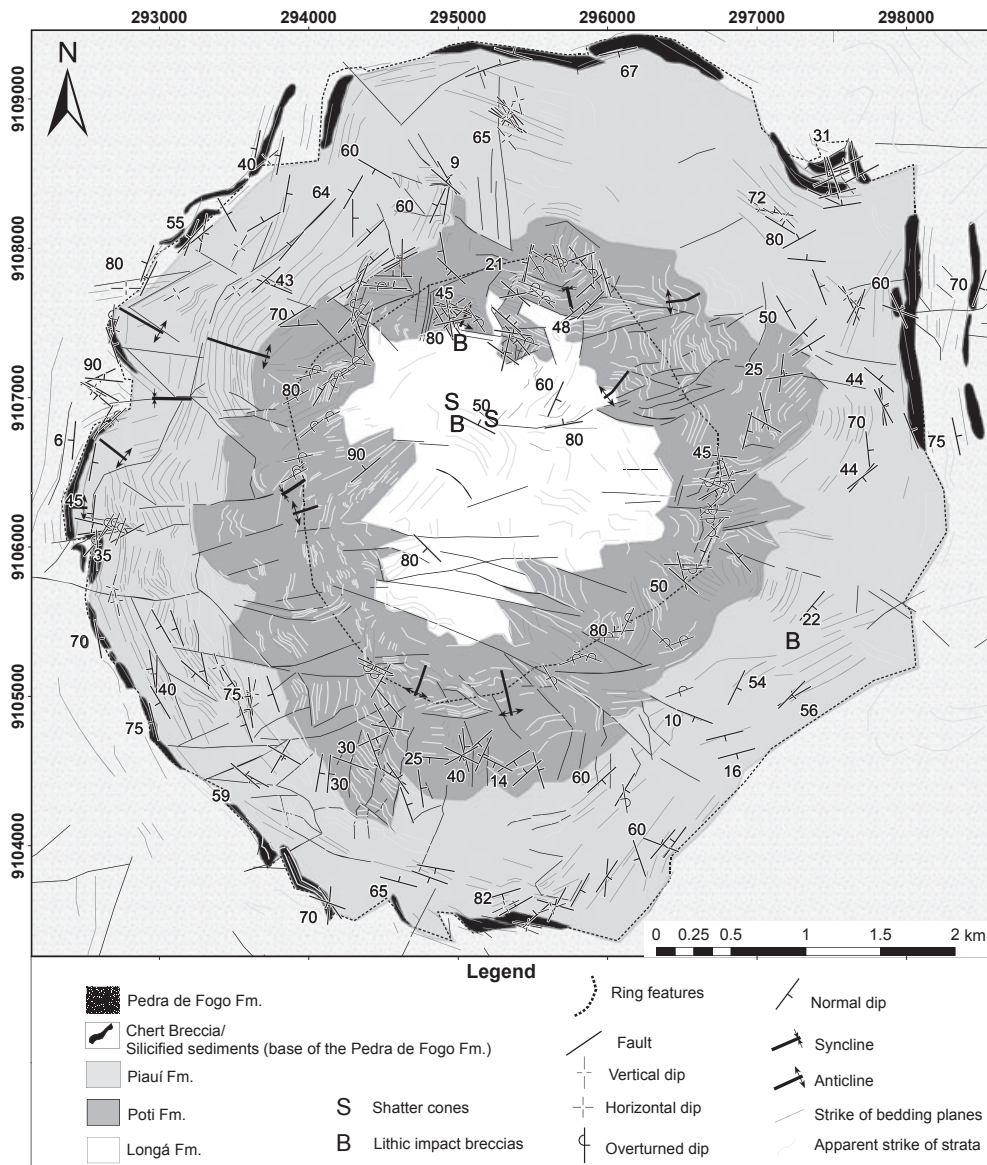 293000 294000 295000 296000 297000 298000
N
9109000
9108000
9107000
9106000
9105000
9104000
67
31
65
40
60
9
64
60
72
55
80
80
21
43
60
70
45
70
50
48
80
B
90
80
60
25
44
S
50
S
B
80
70
6
75
90
45
44
45
35
80
50
70
80
22
B
40
75
54
56
10
75
30
25
16
30
40
14
60
59
60
65
82
70
0 0.25 0.5 1 1.5 2 km
Legend
Pedra de Fogo Fm.
Chert Breccia/
Silicified sediments (base of the Pedra de Fogo Fm.)
Piauí Fm.
Poti Fm.
Longá Fm.
S Shatter cones
B Lithic impact breccias
Ring features
Fault
Vertical dip
Horizontal dip
Overturned dip
Normal dip
Syncline
Anticline
Strike of bedding planes
Apparent strike of strata